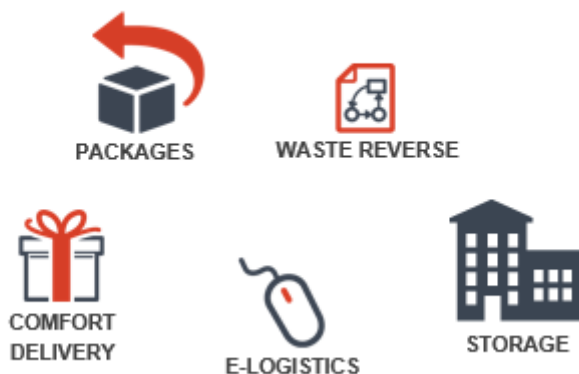 PACKAGES
WASTE REVERSE
COMFORT
DELIVERY
E-LOGISTICS
STORAGE